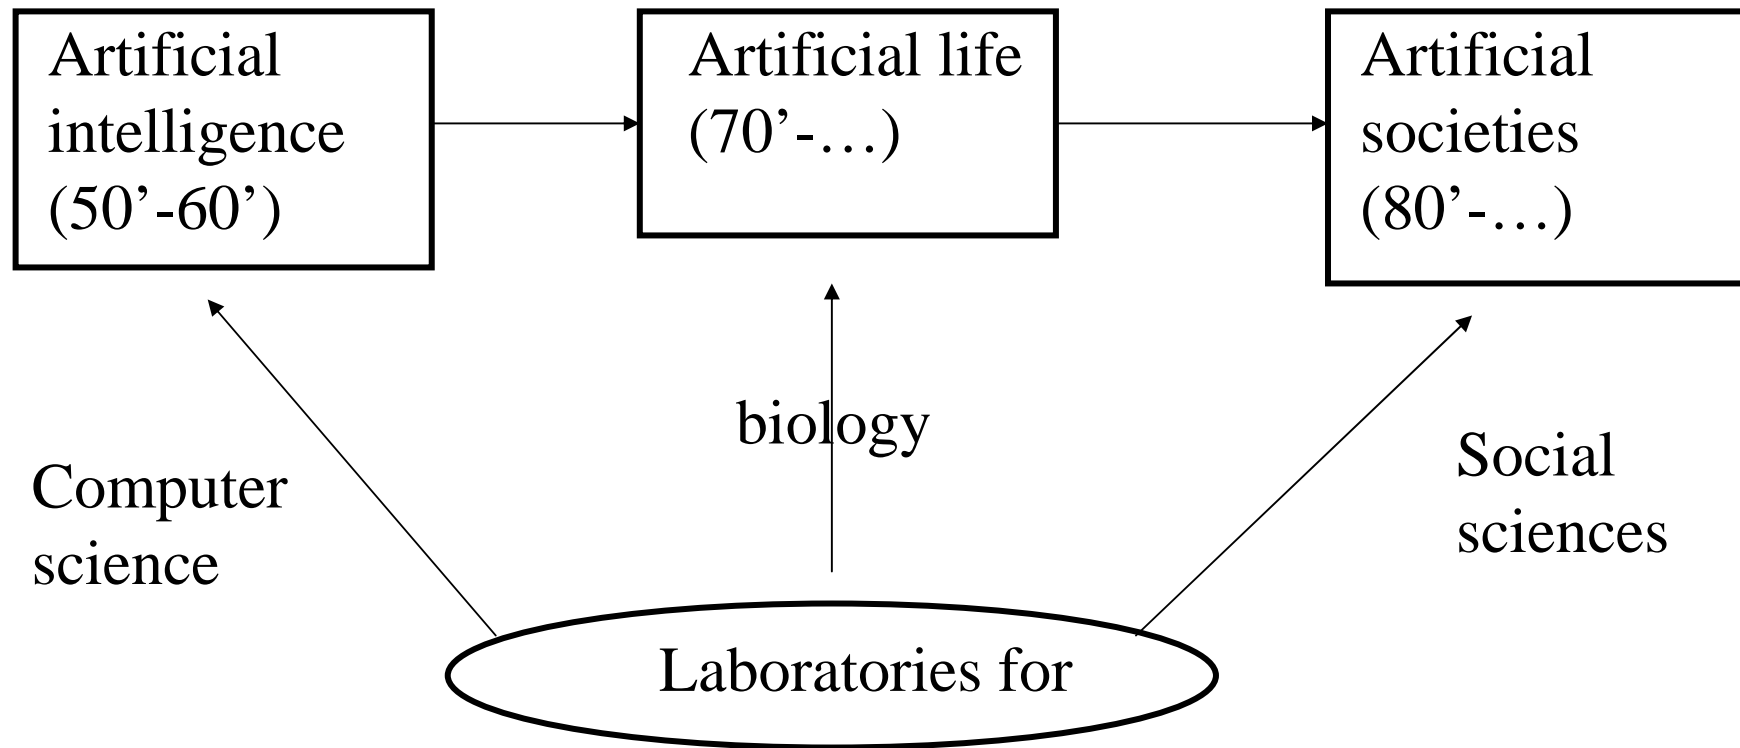 Artificial
intelligence
(50’-60’)
Artificial life
(70’-…)
Artificial
societies
(80’-…)
Computer
science
biology
Social
sciences
Laboratories for